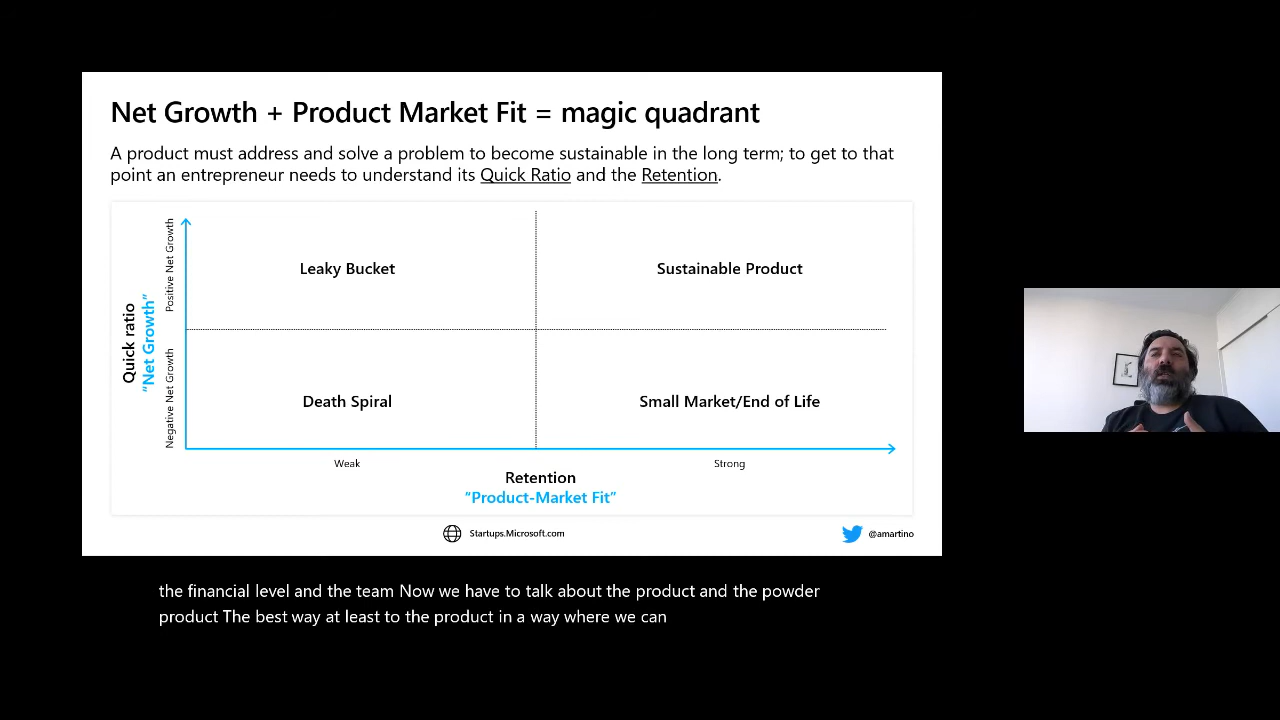 Net Growth + Product Market Fit = magic quadrant
A product must address and solve a problem to become sustainable in the long term; to get to that
point an entrepreneur needs to understand its Quick Ratio and the Retention.
Quick ratio
“Net Growth”
Positive Net Growth
Negative Net Growth
Leaky Bucket
Sustainable Product
Death Spiral
Small Market/End of Life
Weak
Strong
Retention
“Product-Market Fit”
Startups.Microsoft.com
@amartino
the financial level and the team Now we have to talk about the product and the powder
product The best way at least to the product in a way where we can